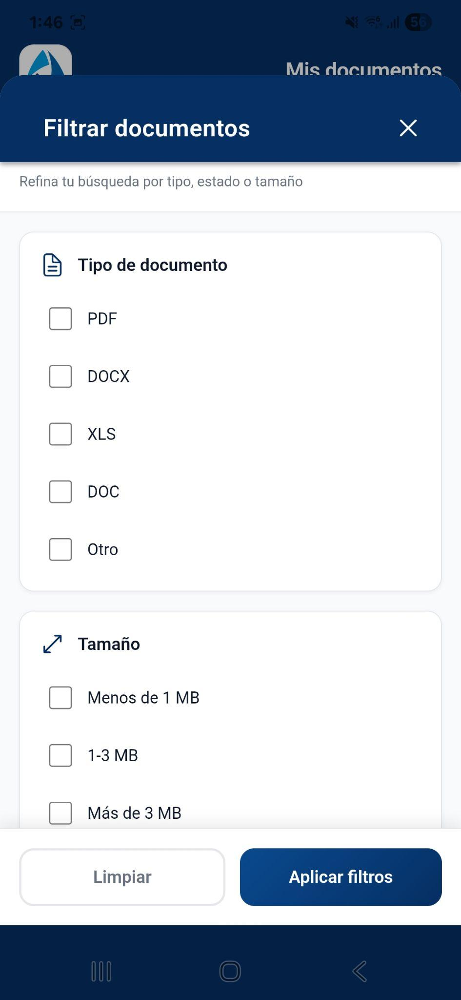 1:46
6
56
Mis documentos
Filtrar documentos
Refina tu búsqueda por tipo, estado o tamaño
Tipo de documento
PDF
DOCX
XLS
DOC
Otro
Tamaño
Menos de 1 MB
1-3 MB
Más de 3 MB
Limpiar
Aplicar filtros